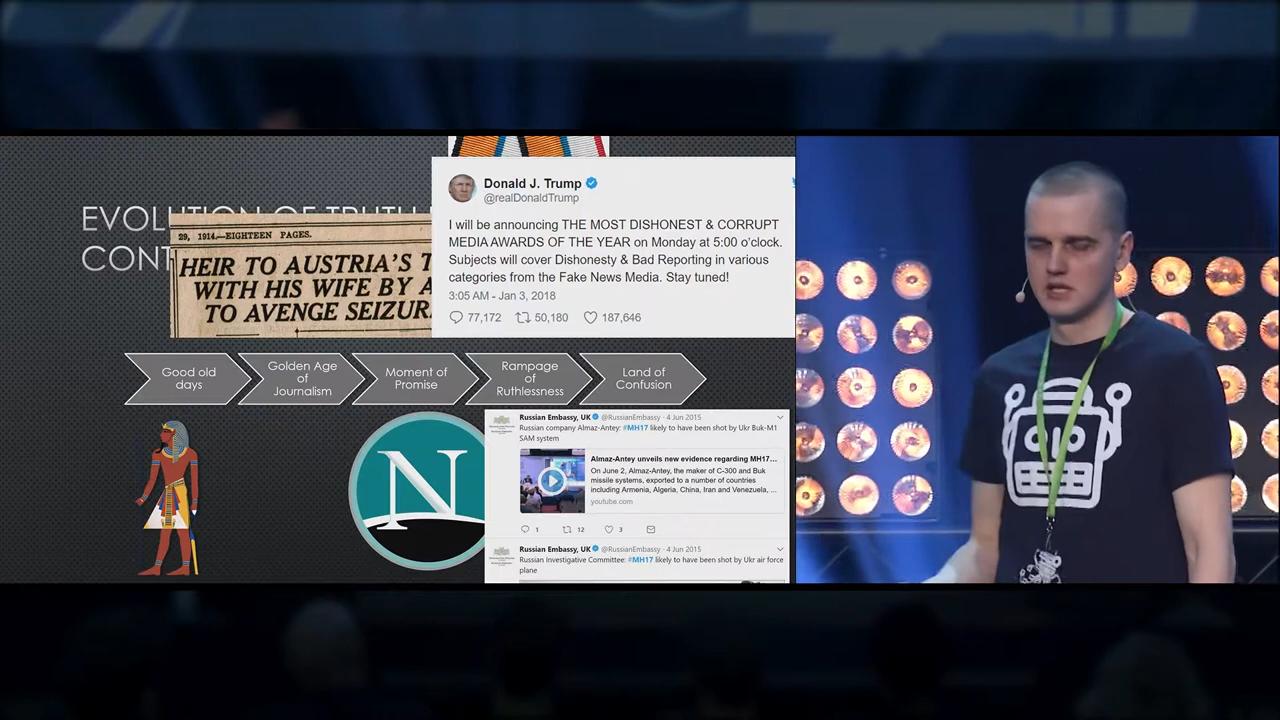 EVOLUTION OF TRUTH
CONT
29, 1914.—EIGHTEEN PAGES.
HEIR TO AUSTRIA'S T
WITH HIS WIFE BY A
TO AVENGE SEIZUR
Donald J. Trump
@realDonaldTrump
I will be announcing THE MOST DISHONEST & CORRUPT
MEDIA AWARDS OF THE YEAR on Monday at 5:00 o'clock.
Subjects will cover Dishonesty & Bad Reporting in various
categories from the Fake News Media. Stay tuned!
3:05 AM - Jan 3, 2018
77,172 50,180 187,646
Good old
days
Golden Age
of
Journalism
Moment of
Promise
Rampage
of
Ruthlessness
Land of
Confusion
N
Russian Embassy, UK @RussianEmbassy · 4 Jun 2015
Russian company Almaz-Antey: #MH17 likely to have been shot by Ukr Buk-M1
SAM system
Almaz-Antey unveils new evidence regarding MH17...
On June 2, Almaz-Antey, the maker of C-300 and Buk
missile systems, exported to a number of countries
including Armenia, Algeria, China, Iran and Venezuela, ...
youtube.com
1 12 3
Russian Embassy, UK @RussianEmbassy · 4 Jun 2015
Russian Investigative Committee: #MH17 likely to have been shot by Ukr air force
plane